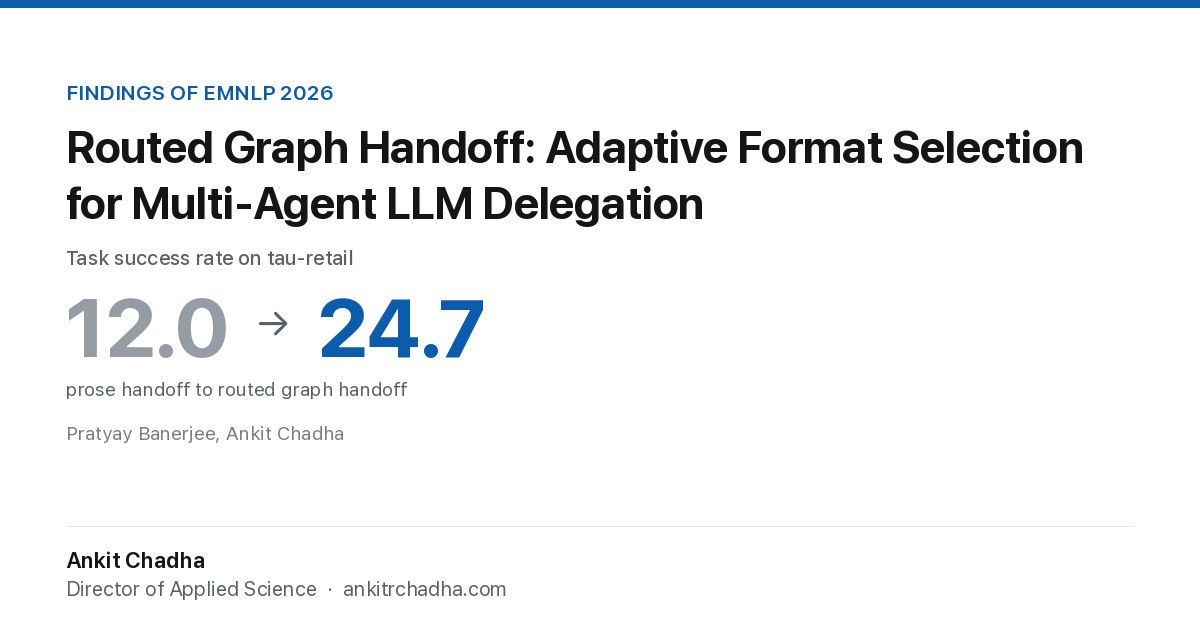 FINDINGS OF EMNLP 2026
Routed Graph Handoff: Adaptive Format Selection
for Multi-Agent LLM Delegation
Task success rate on tau-retail
12.0 → 24.7
prose handoff to routed graph handoff
Pratyay Banerjee, Ankit Chadha
Ankit Chadha
Director of Applied Science · ankitrchadha.com